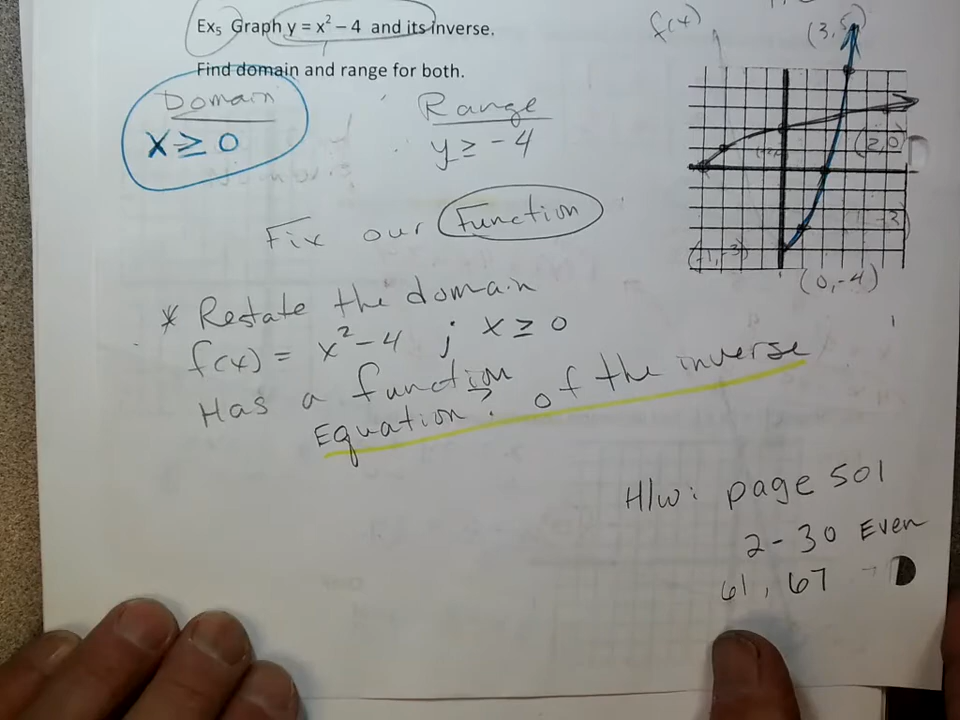 Ex5 Graph y = x² – 4 and its inverse.
Find domain and range for both.
Domain
x ≥ 0
Range
y ≥ -4
f(x)
(2,0)
(-1,-3)
(0,-4)
Fix our Function
* Restate the domain
f(x) = x² - 4 ; x ≥ 0
Has a function
Equation? of the inverse
H/w: page 501
2 - 30 Even
61, 67